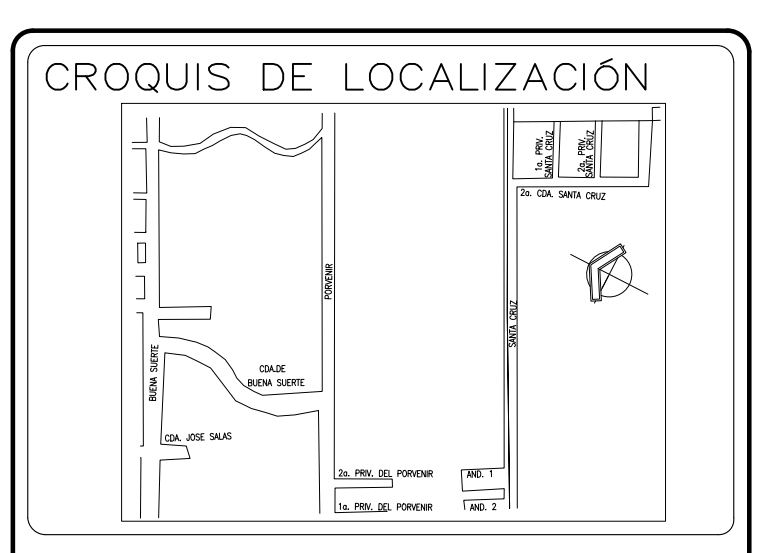 CROQUIS DE LOCALIZACIÓN
1a. PRIV.
SANTA CRUZ
2a. PRIV.
SANTA CRUZ
2a. CDA. SANTA CRUZ
PORVENIR
SANTA CRUZ
BUENA SUERTE
CDA.DE
BUENA SUERTE
CDA. JOSE SALAS
2a. PRIV. DEL PORVENIR
AND. 1
1a. PRIV. DEL PORVENIR
AND. 2